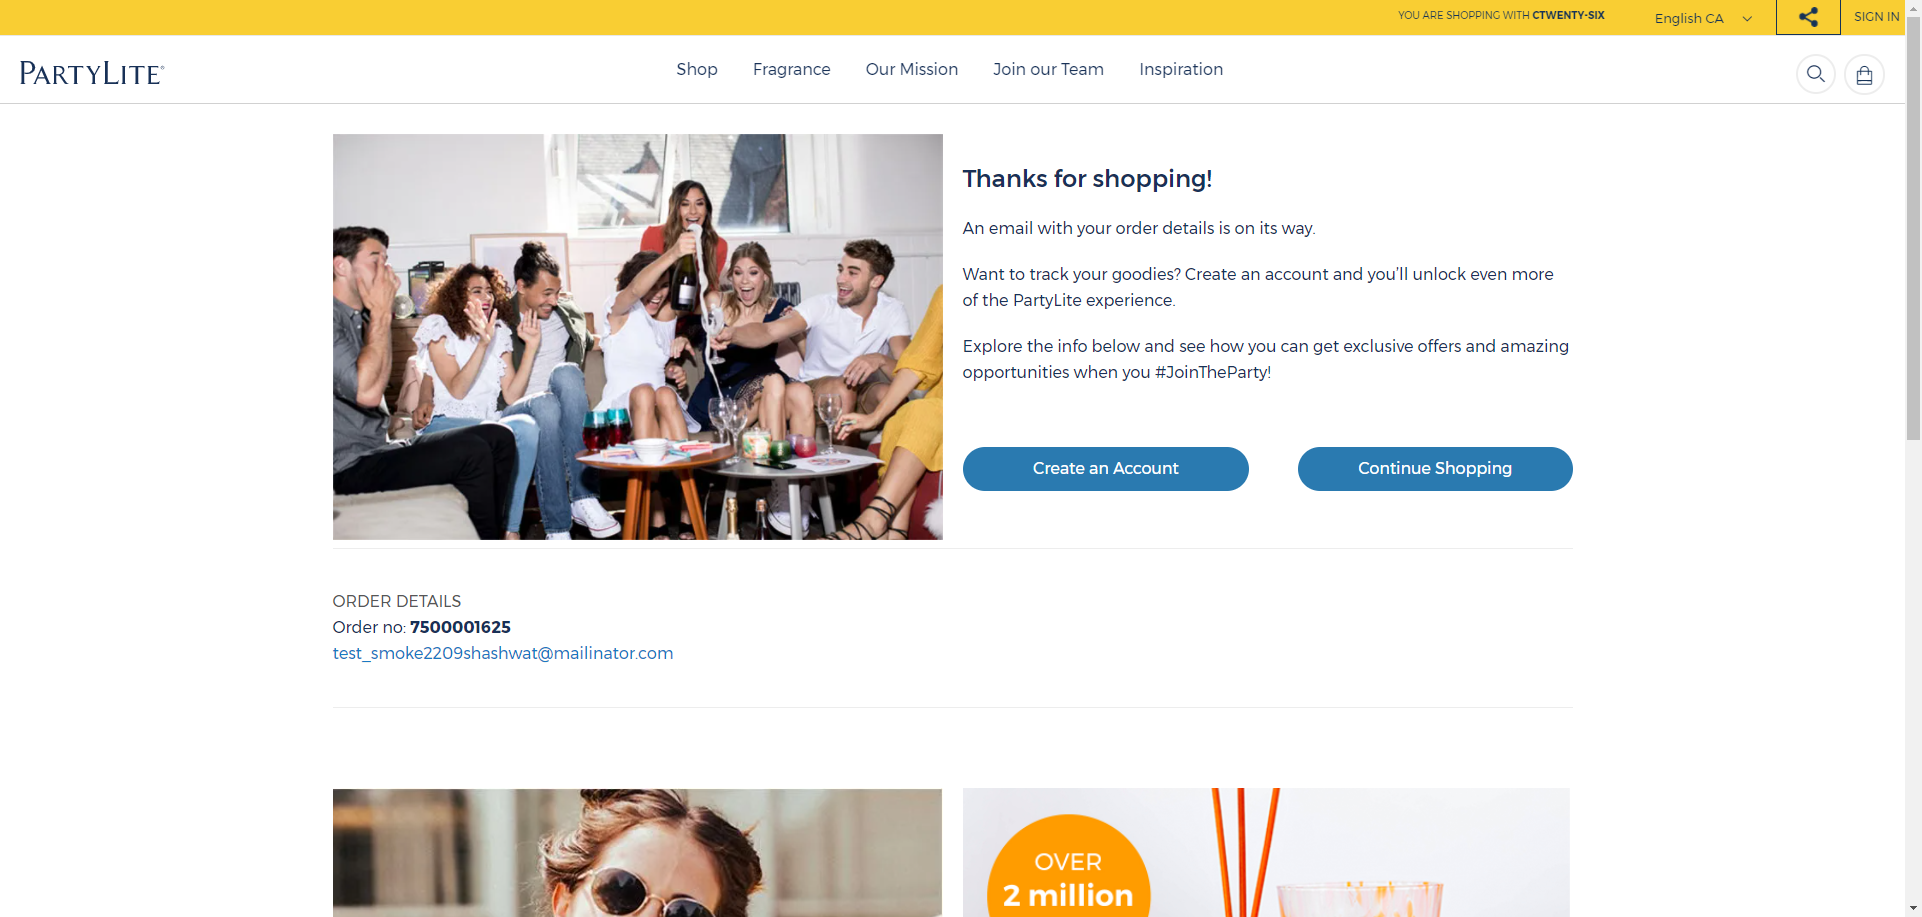 YOU ARE SHOPPING WITH CTWENTY-SIX
English CA
SIGN IN
PARTYLITE®
Shop
Fragrance
Our Mission
Join our Team
Inspiration
Thanks for shopping!
An email with your order details is on its way.
Want to track your goodies? Create an account and you'll unlock even more
of the PartyLite experience.
Explore the info below and see how you can get exclusive offers and amazing
opportunities when you #JoinTheParty!
Create an Account
Continue Shopping
ORDER DETAILS
Order no: 7500001625
test_smoke2209shashwat@mailinator.com
OVER
2 million